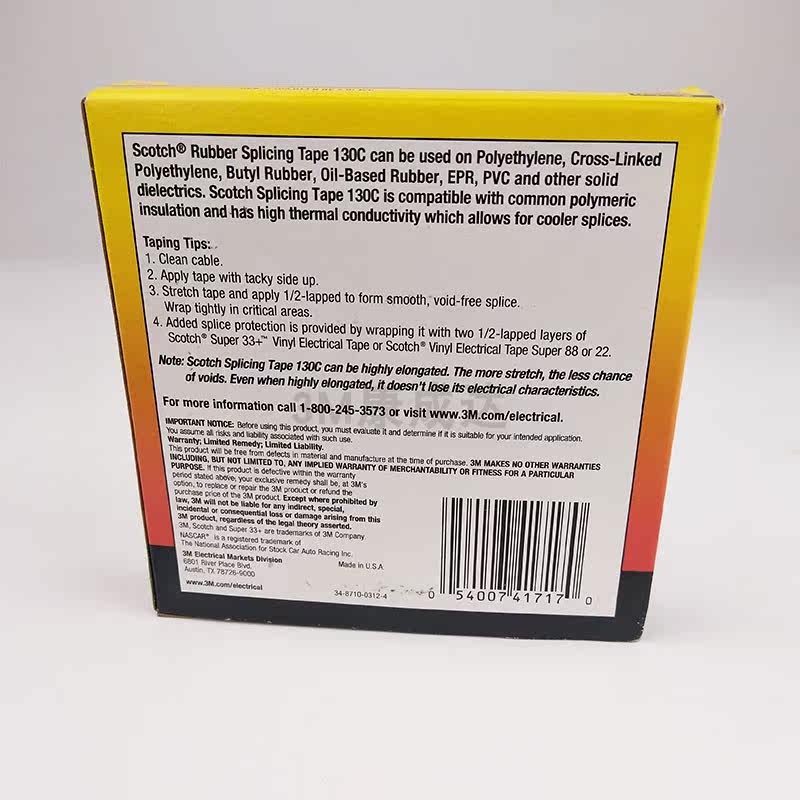 Scotch® Rubber Splicing Tape 130C can be used on Polyethylene, Cross-Linked
Polyethylene, Butyl Rubber, Oil-Based Rubber, EPR, PVC and other solid
dielectrics. Scotch Splicing Tape 130C is compatible with common polymeric
insulation and has high thermal conductivity which allows for cooler splices.
Taping Tips:
1. Clean cable.
2. Apply tape with tacky side up.
3. Stretch tape and apply 1/2-lapped to form smooth, void-free splice.
Wrap tightly in critical areas.
4. Added splice protection is provided by wrapping it with two 1/2-lapped layers of
Scotch® Super 33+™ Vinyl Electrical Tape or Scotch® Vinyl Electrical Tape Super 88 or 22.
Note: Scotch Splicing Tape 130C can be highly elongated. The more stretch, the less chance
of voids. Even when highly elongated, it doesn't lose its electrical characteristics.
For more information call 1-800-245-3573 or visit www.3M.com/electrical.
3M康成达
IMPORTANT NOTICE: Before using this product, you must evaluate it and determine if it is suitable for your intended application.
You assume all risks and liability associated with such use.
Warranty; Limited Remedy; Limited Liability.
This product will be free from defects in material and manufacture at the time of purchase. 3M MAKES NO OTHER WARRANTIES
INCLUDING, BUT NOT LIMITED TO, ANY IMPLIED WARRANTY OF MERCHANTABILITY OR FITNESS FOR A PARTICULAR
PURPOSE. If this product is defective within the warranty
period stated above, your exclusive remedy shall be, at 3M's
option, to replace or repair the 3M product or refund the
purchase price of the 3M product. Except where prohibited by
law, 3M will not be liable for any indirect, special,
incidental or consequential loss or damage arising from this
3M product, regardless of the legal theory asserted.
3M, Scotch and Super 33+ are trademarks of 3M Company.
NASCAR® is a registered trademark of
The National Association for Stock Car Auto Racing Inc.
3M Electrical Markets Division
6801 River Place Blvd.
Austin, TX 78726-9000
Made in U.S.A
www.3M.com/electrical
34-8710-0312-4
0 54007 41717 0